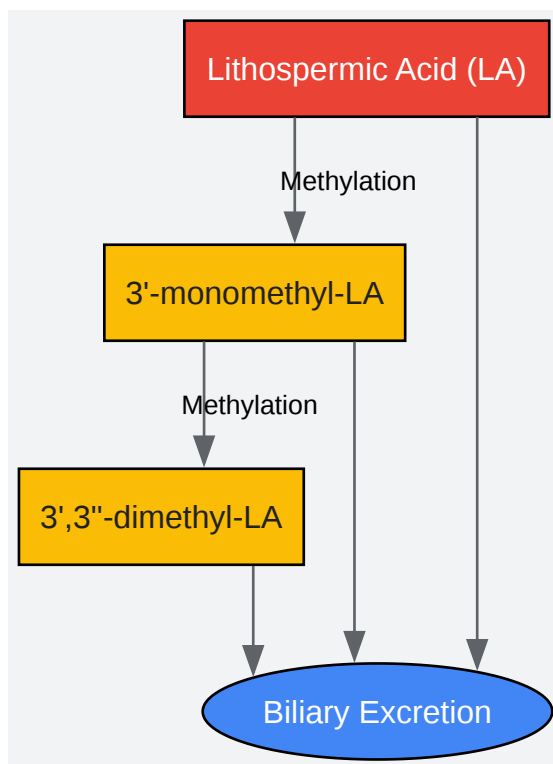 Lithospermic Acid (LA)
Methylation
3'-monomethyl-LA
Methylation
3',3''-dimethyl-LA
Biliary Excretion